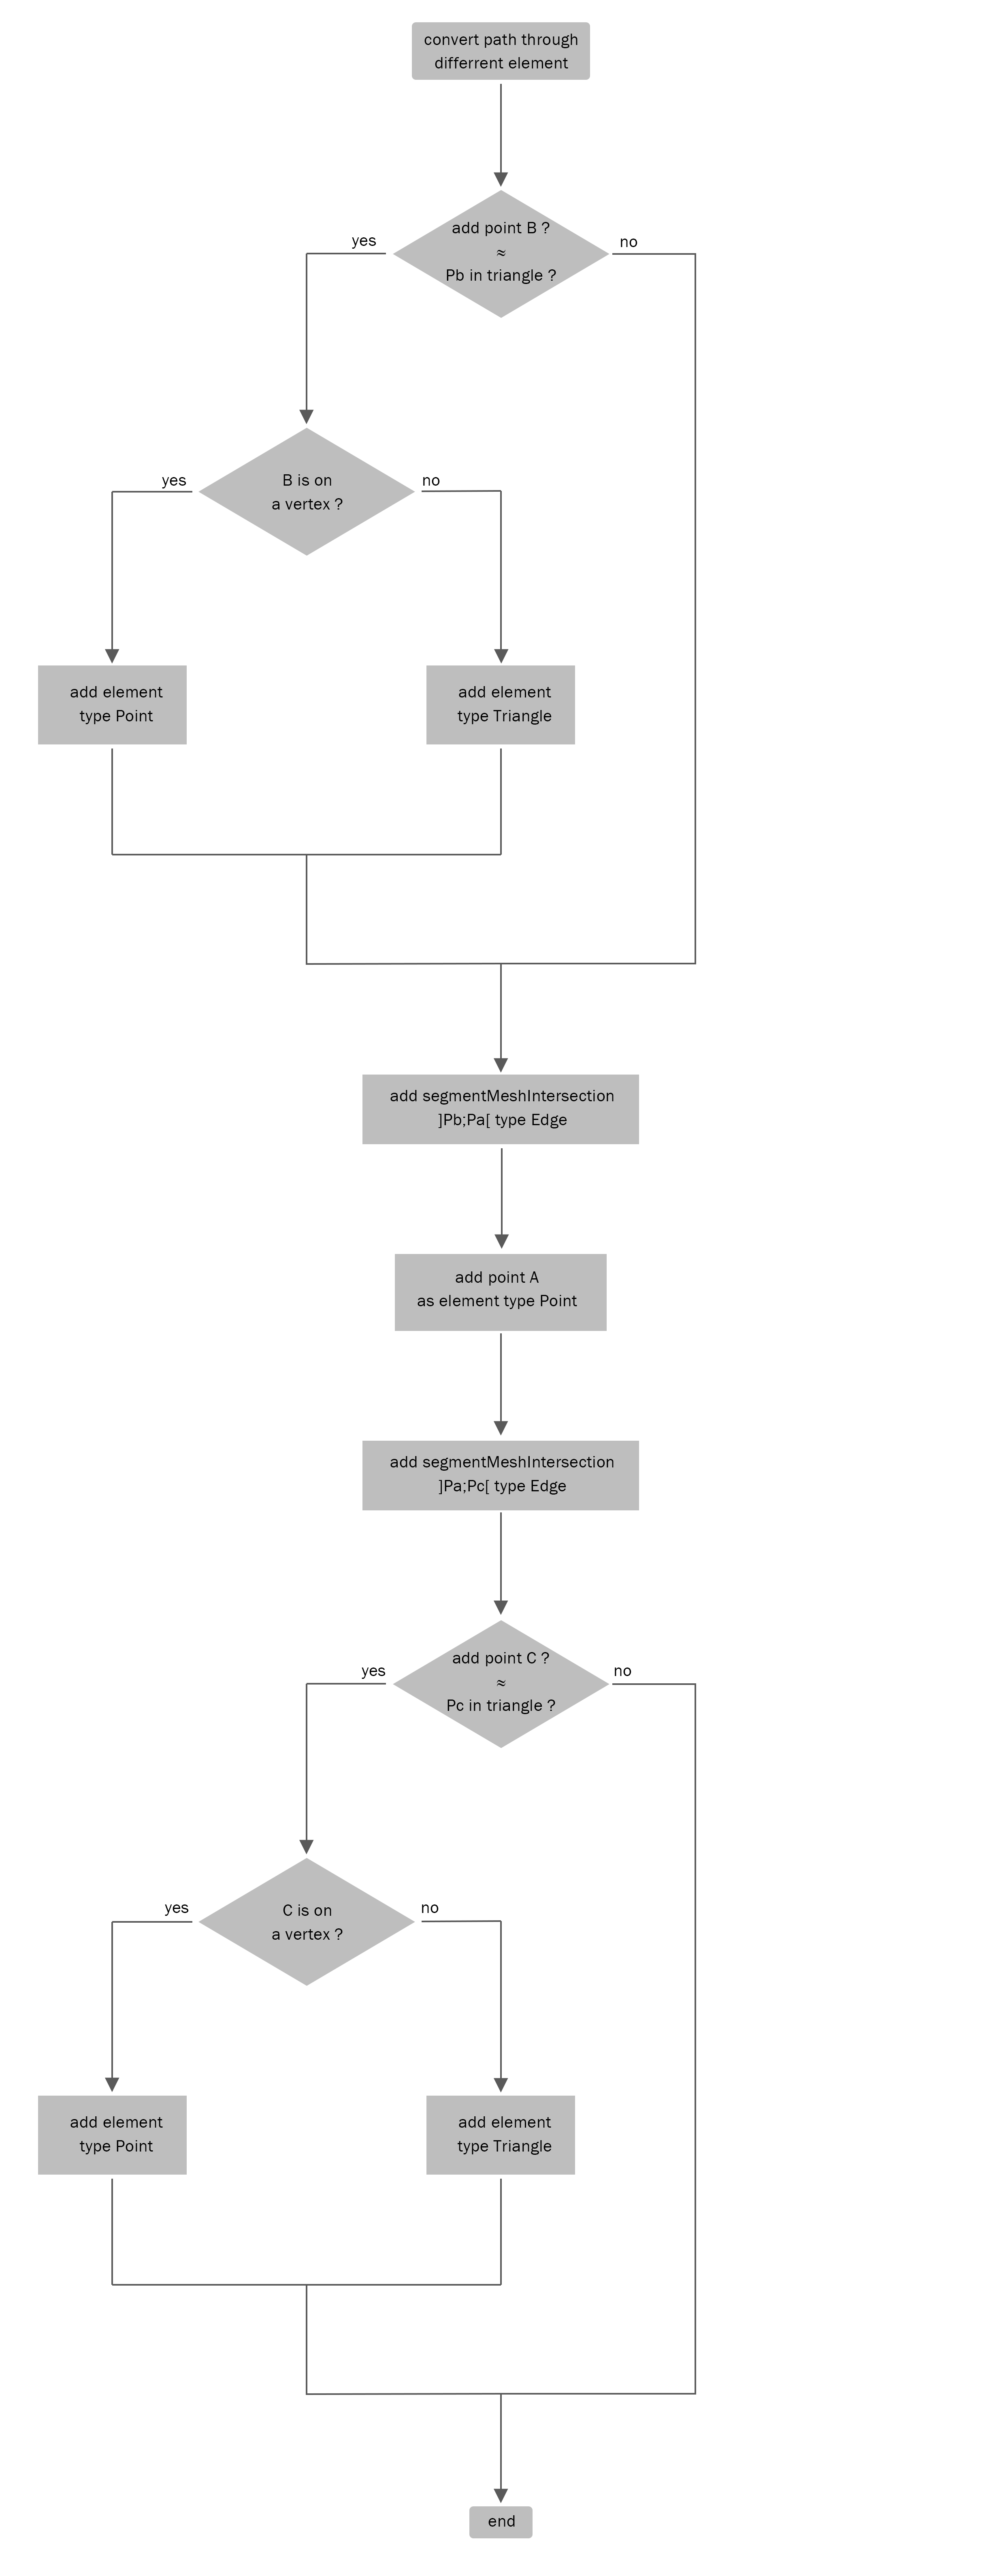 convert path through
differrent element
add point B ?
≈
Pb in triangle ?
yes
no
B is on
a vertex ?
yes
no
add element
type Point
add element
type Triangle
add segmentMeshIntersection
]Pb;Pa[ type Edge
add point A
as element type Point
add segmentMeshIntersection
]Pa;Pc[ type Edge
add point C ?
≈
Pc in triangle ?
yes
no
C is on
a vertex ?
yes
no
add element
type Point
add element
type Triangle
end